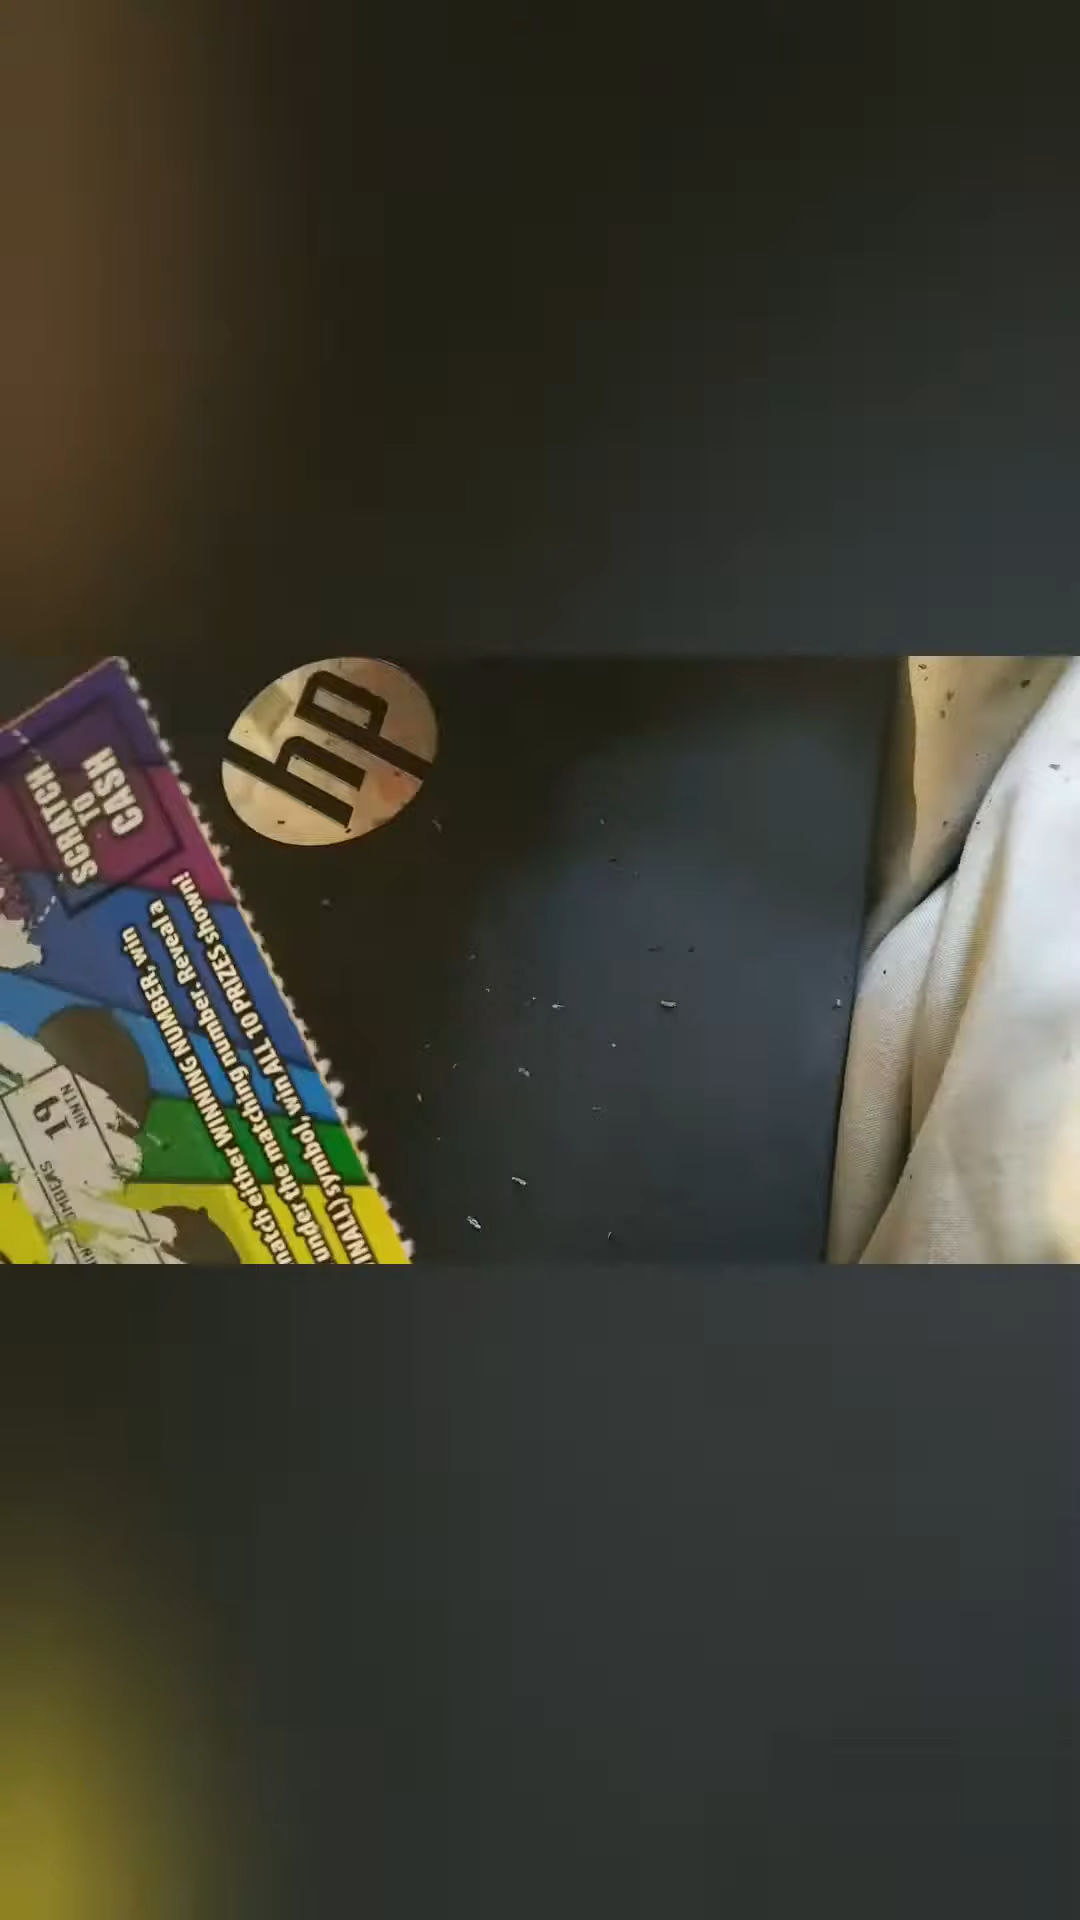 SCRATCH
TO
CASH
hp
match either WINNING NUMBER, win
under the matching number. Reveal a
symbol, win ALL 10 PRIZES shown!
19
NINTN